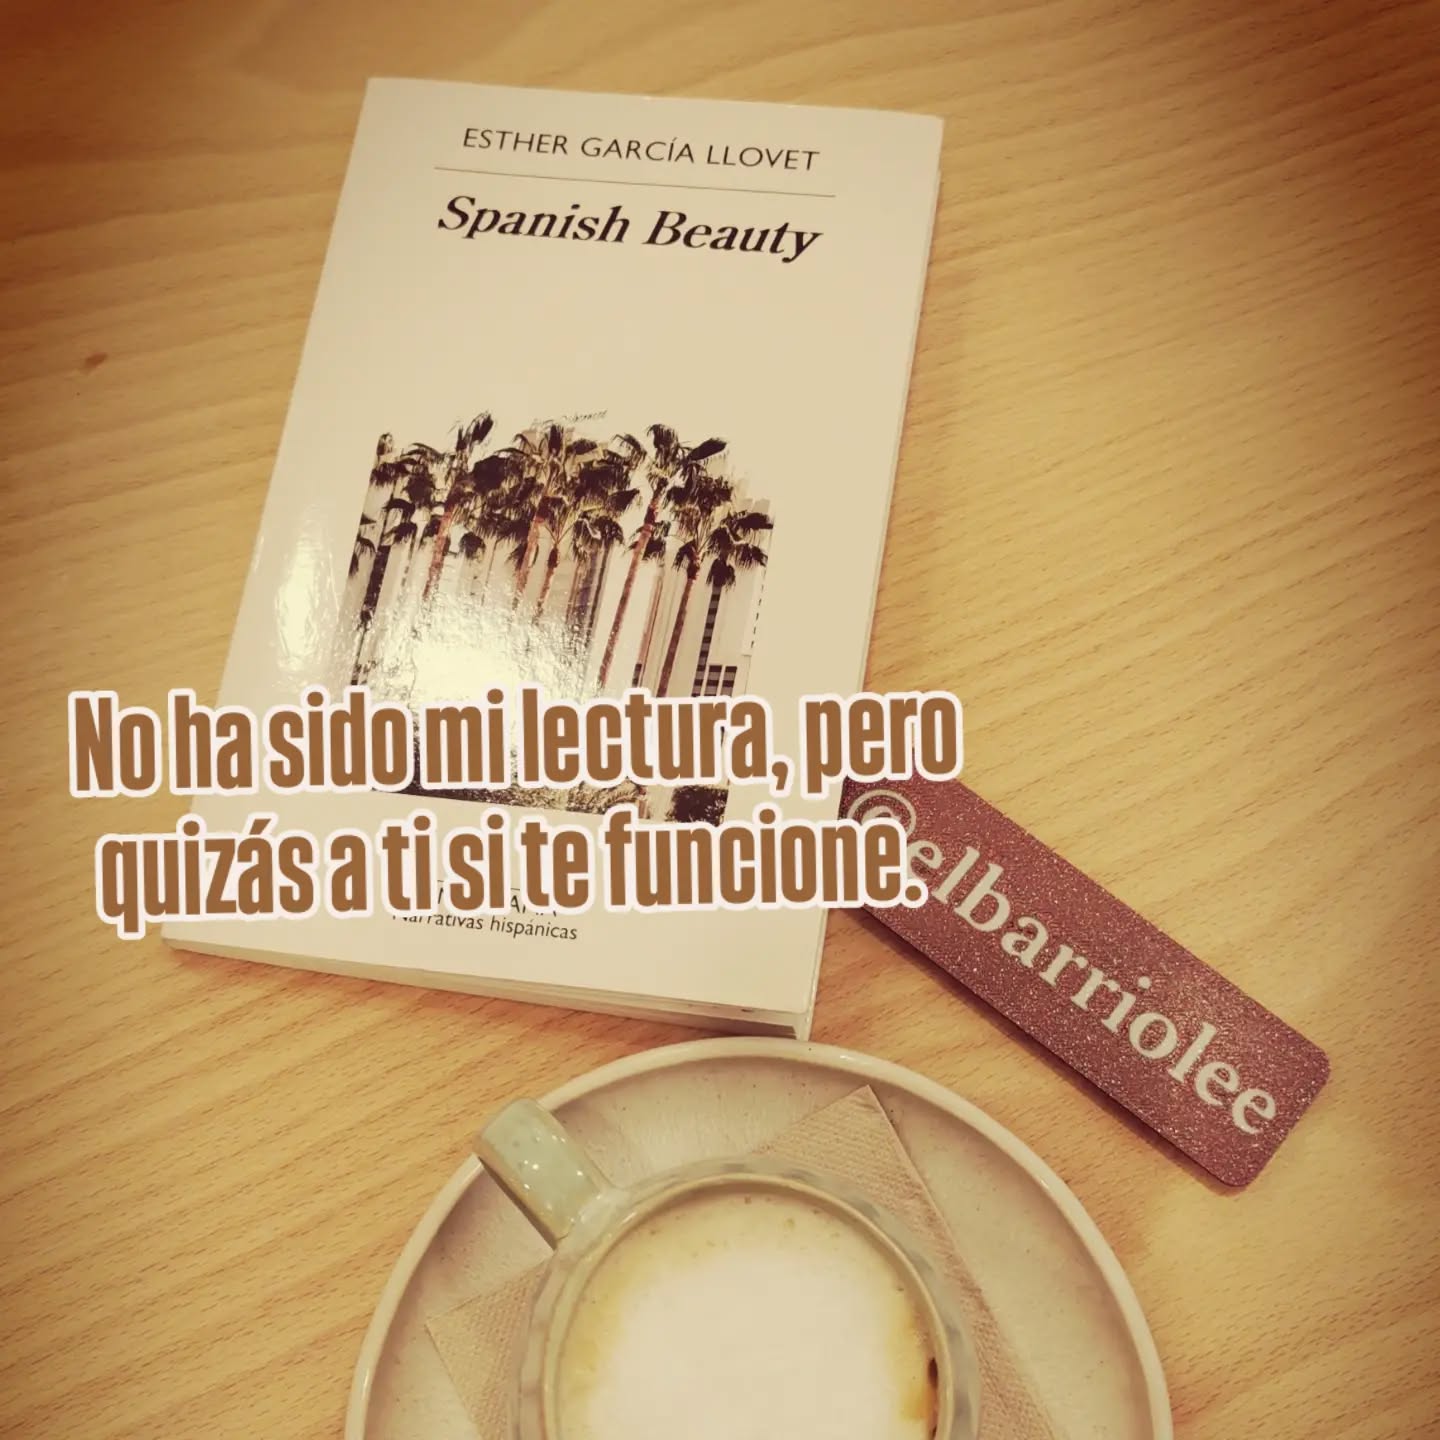 ESTHER GARCÍA LLOVET
Spanish Beauty
No ha sido mi lectura, pero
quizás a ti si te funcione.
Narrativas hispánicas
@elbarriolee